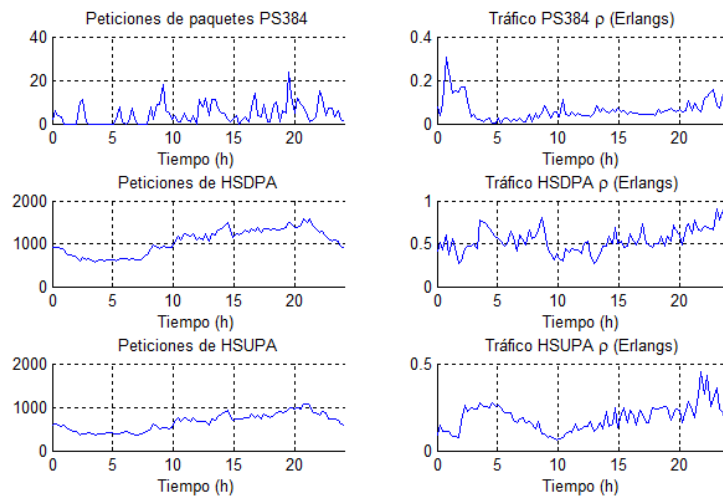 Peticiones de paquetes PS384
40
20
0
0 5 10 15 20
Tiempo (h)
Tráfico PS384 ρ (Erlangs)
0.4
0.2
0
0 5 10 15 20
Tiempo (h)
Peticiones de HSDPA
2000
1000
0
0 5 10 15 20
Tiempo (h)
Tráfico HSDPA ρ (Erlangs)
1
0.5
0
0 5 10 15 20
Tiempo (h)
Peticiones de HSUPA
2000
1000
0
0 5 10 15 20
Tiempo (h)
Tráfico HSUPA ρ (Erlangs)
0.5
0
0 5 10 15 20
Tiempo (h)